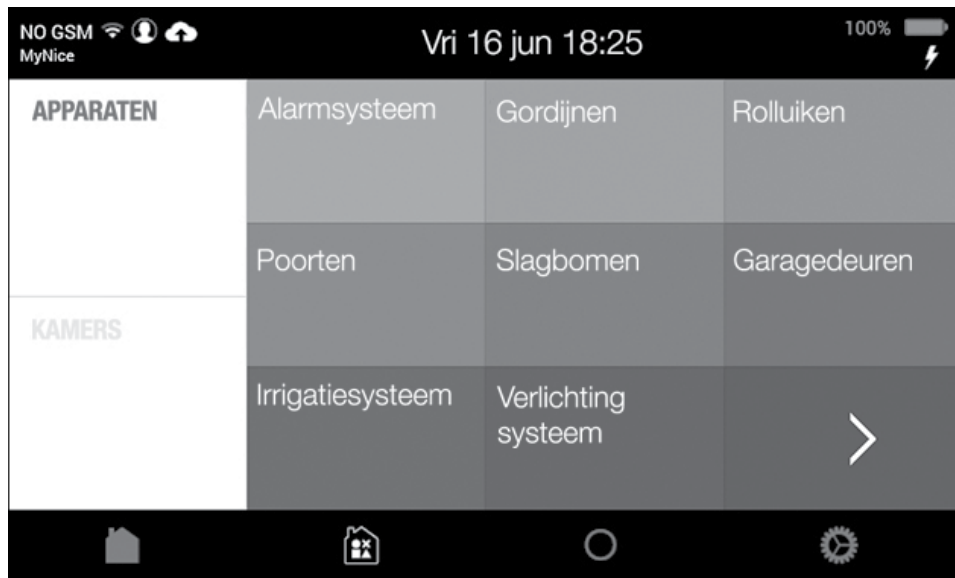 NO GSM
MyNice
Vri 16 jun 18:25
100%
APPARATEN
KAMERS
Alarmsysteem
Gordijnen
Rolluiken
Poorten
Slagbomen
Garagedeuren
Irrigatiesysteem
Verlichting
systeem